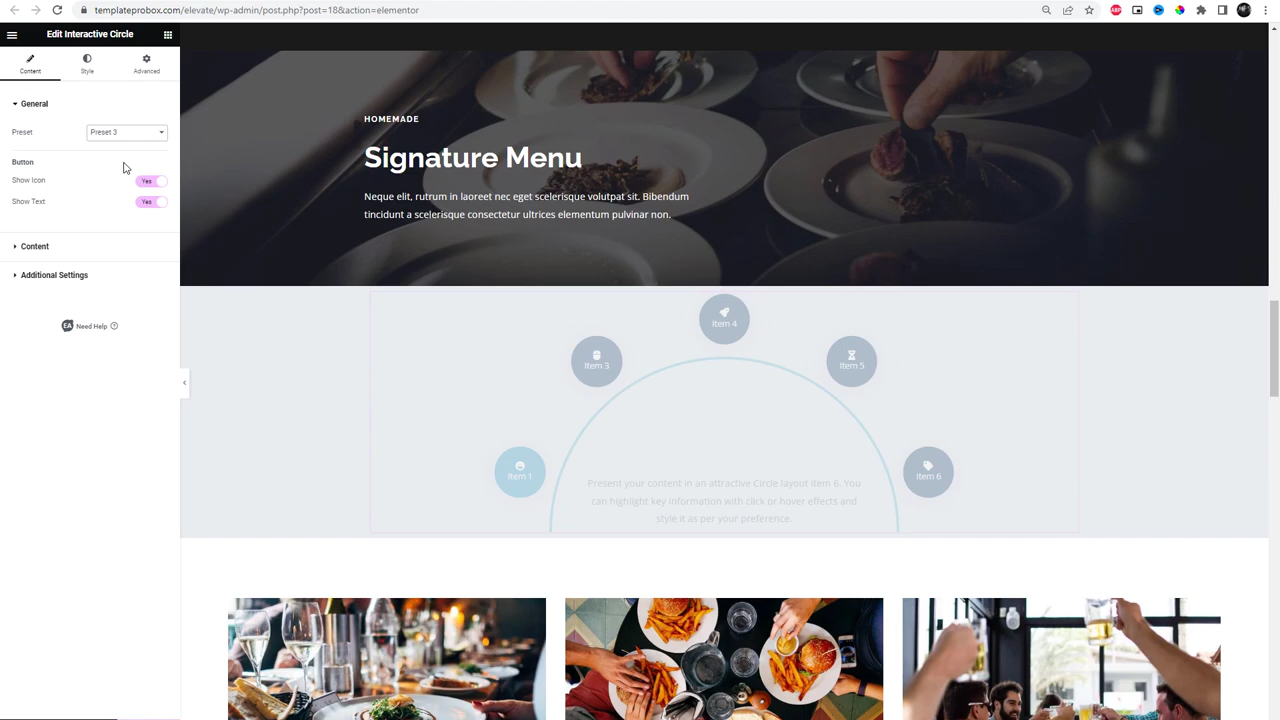 templateprobox.com/elevate/wp-admin/post.php?post=18&action=elementor
ABP
Edit Interactive Circle
Content
Style
Advanced
General
Preset
Preset 3
Button
Show Icon
Yes
Show Text
Yes
Content
Additional Settings
EA
Need Help
HOMEMADE
Signature Menu
Neque elit, rutrum in laoreet nec eget scelerisque volutpat sit. Bibendum
tincidunt a scelerisque consectetur ultrices elementum pulvinar non.
Item 4
Item 3
Item 5
Item 1
Item 6
Present your content in an attractive Circle layout item 6. You
can highlight key information with click or hover effects and
style it as per your preference.